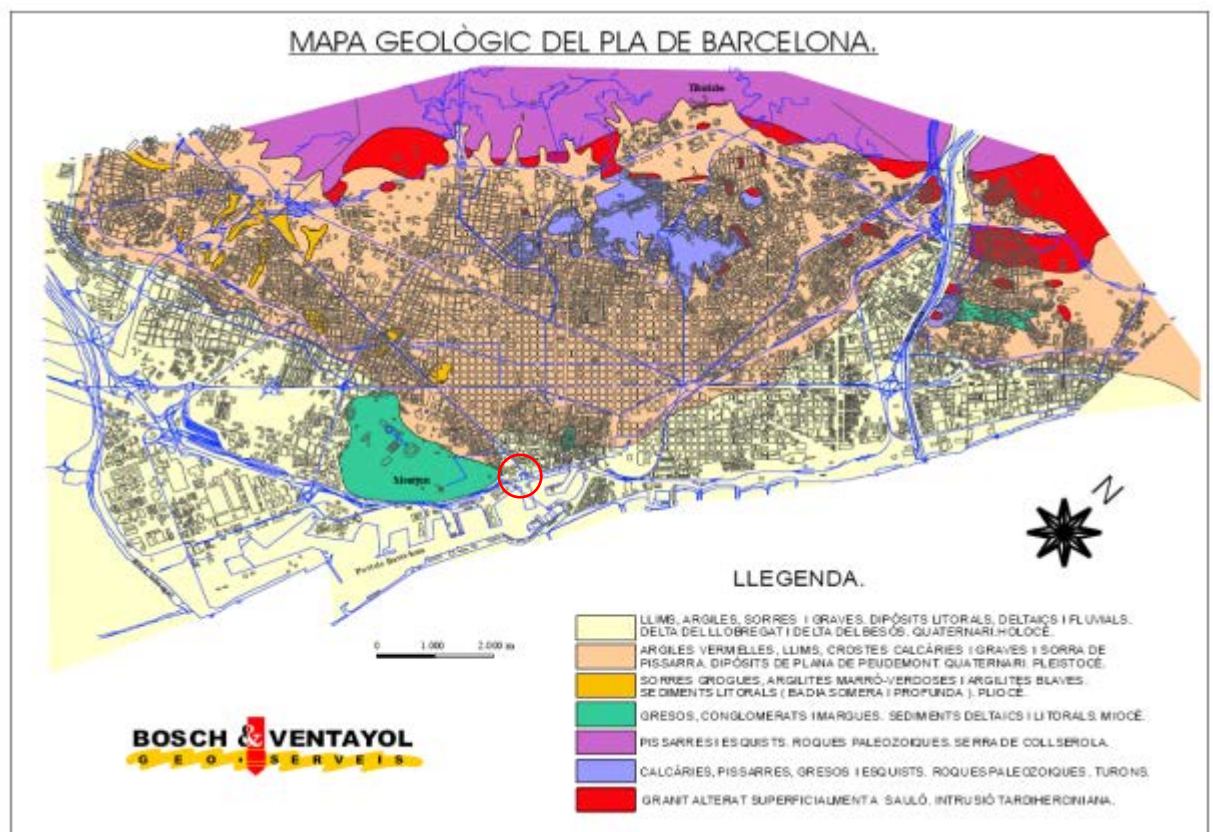 MAPA GEOLÒGIC DEL PLA DE BARCELONA.
Tibidabo
Montjuïc
N
LLEGENDA.
LLIMS, ARGILES, SORRES I GRAVES. DIPÒSITS LITORALS, DELTAICS I FLUVIALS.
DELTA DEL LLOBREGAT I DELTA DEL BESÒS. QUATERNARI.HOLOCÈ.
ARGILES VERMELLES, LLIMS, CROSTES CALCÀRIES I GRAVES I SORRA DE
PISSARRA, DIPÒSITS DE PLANA DE PEUDEMONT. QUATERNARI. PLEISTOCÈ.
SORRES GROGUES, ARGILITES MARRÓ-VERDOSES I ARGILITES BLAVES.
SEDIMENTS LITORALS ( BADIA SOMERA I PROFUNDA ). PLIOCÈ.
GRESOS, CONGLOMERATS I MARGUES. SEDIMENTS DELTAICS I LITORALS. MIOCÈ.
PISSARRES I ESQUISTS. ROQUES PALEOZOIQUES. SERRA DE COLLSEROLA.
CALCÀRIES, PISSARRES, GRESOS I ESQUISTS. ROQUES PALEOZOIQUES. TURONS.
GRANIT ALTERAT SUPERFICIALMENT A SAULÓ. INTRUSIÓ TARDIHERCINIANA.
0 1.000 2.000 m
BOSCH & VENTAYOL
GEO·SERVEIS